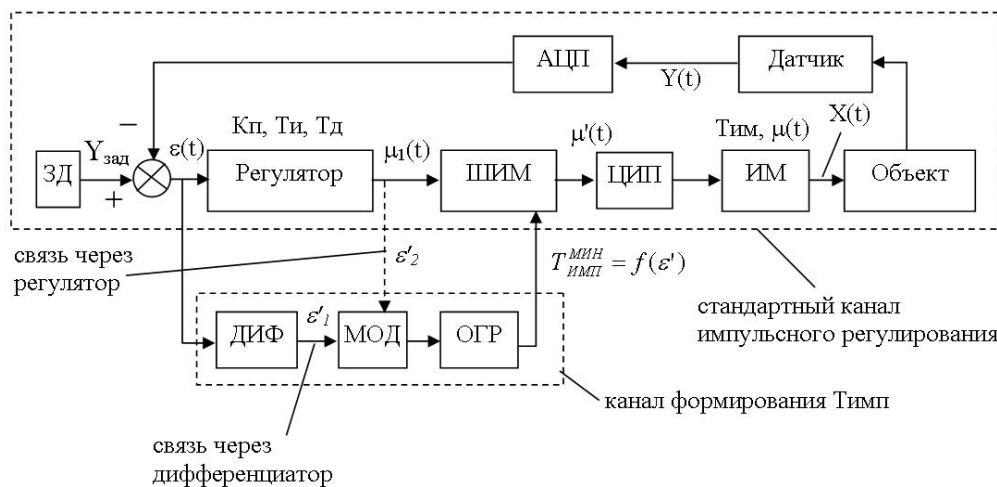 АЦП
Датчик
Y(t)
X(t)
Кп, Ти, Тд
Yзад
ε(t)
μ₁(t)
μ'(t)
Тим, μ(t)
ЗД
Регулятор
ШИМ
ЦИП
ИМ
Объект
−
+
связь через
регулятор
ε'₂
T ИМП МИН = f(ε')
стандартный канал
импульсного регулирования
ДИФ
ε'₁
МОД
ОГР
канал формирования Тимп
связь через
дифференциатор